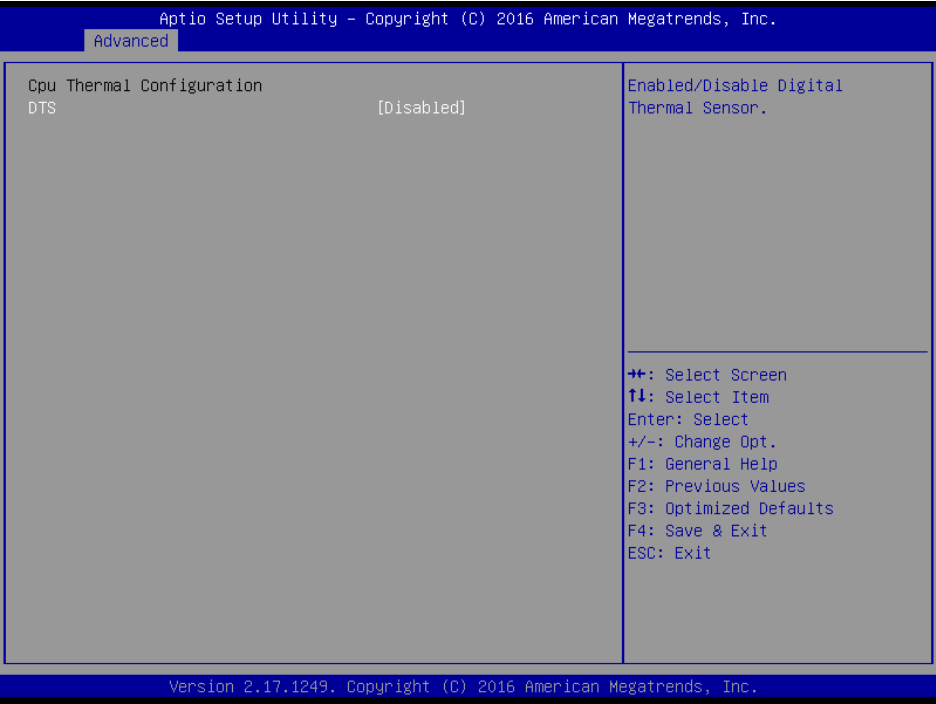 Aptio Setup Utility – Copyright (C) 2016 American Megatrends, Inc.
Advanced
Cpu Thermal Configuration
DTS [Disabled]
Enabled/Disable Digital
Thermal Sensor.
→←: Select Screen
↑↓: Select Item
Enter: Select
+/-: Change Opt.
F1: General Help
F2: Previous Values
F3: Optimized Defaults
F4: Save & Exit
ESC: Exit
Version 2.17.1249. Copyright (C) 2016 American Megatrends, Inc.